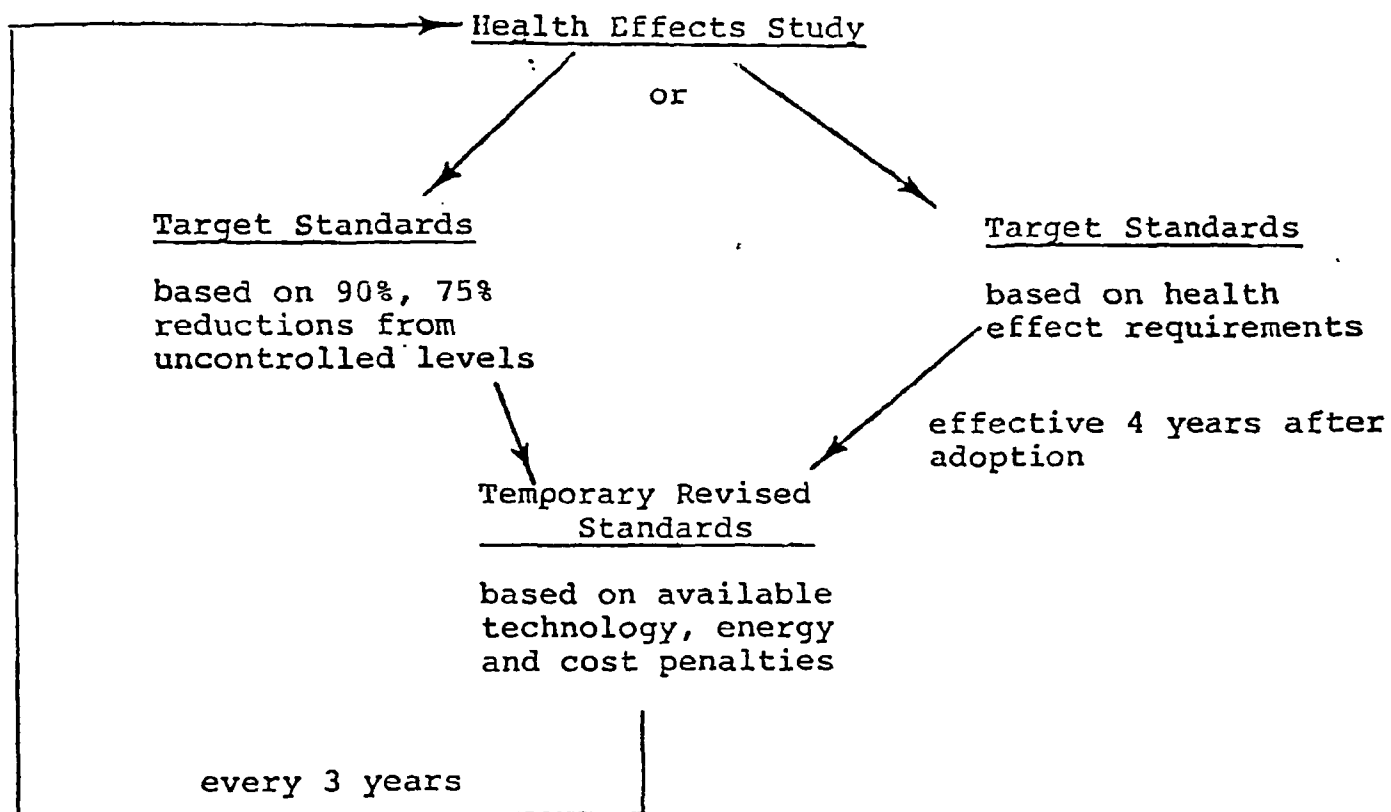 Health Effects Study
or
Target Standards
based on 90%, 75%
reductions from
uncontrolled levels
Target Standards
based on health
effect requirements
effective 4 years after
adoption
Temporary Revised
Standards
based on available
technology, energy
and cost penalties
every 3 years